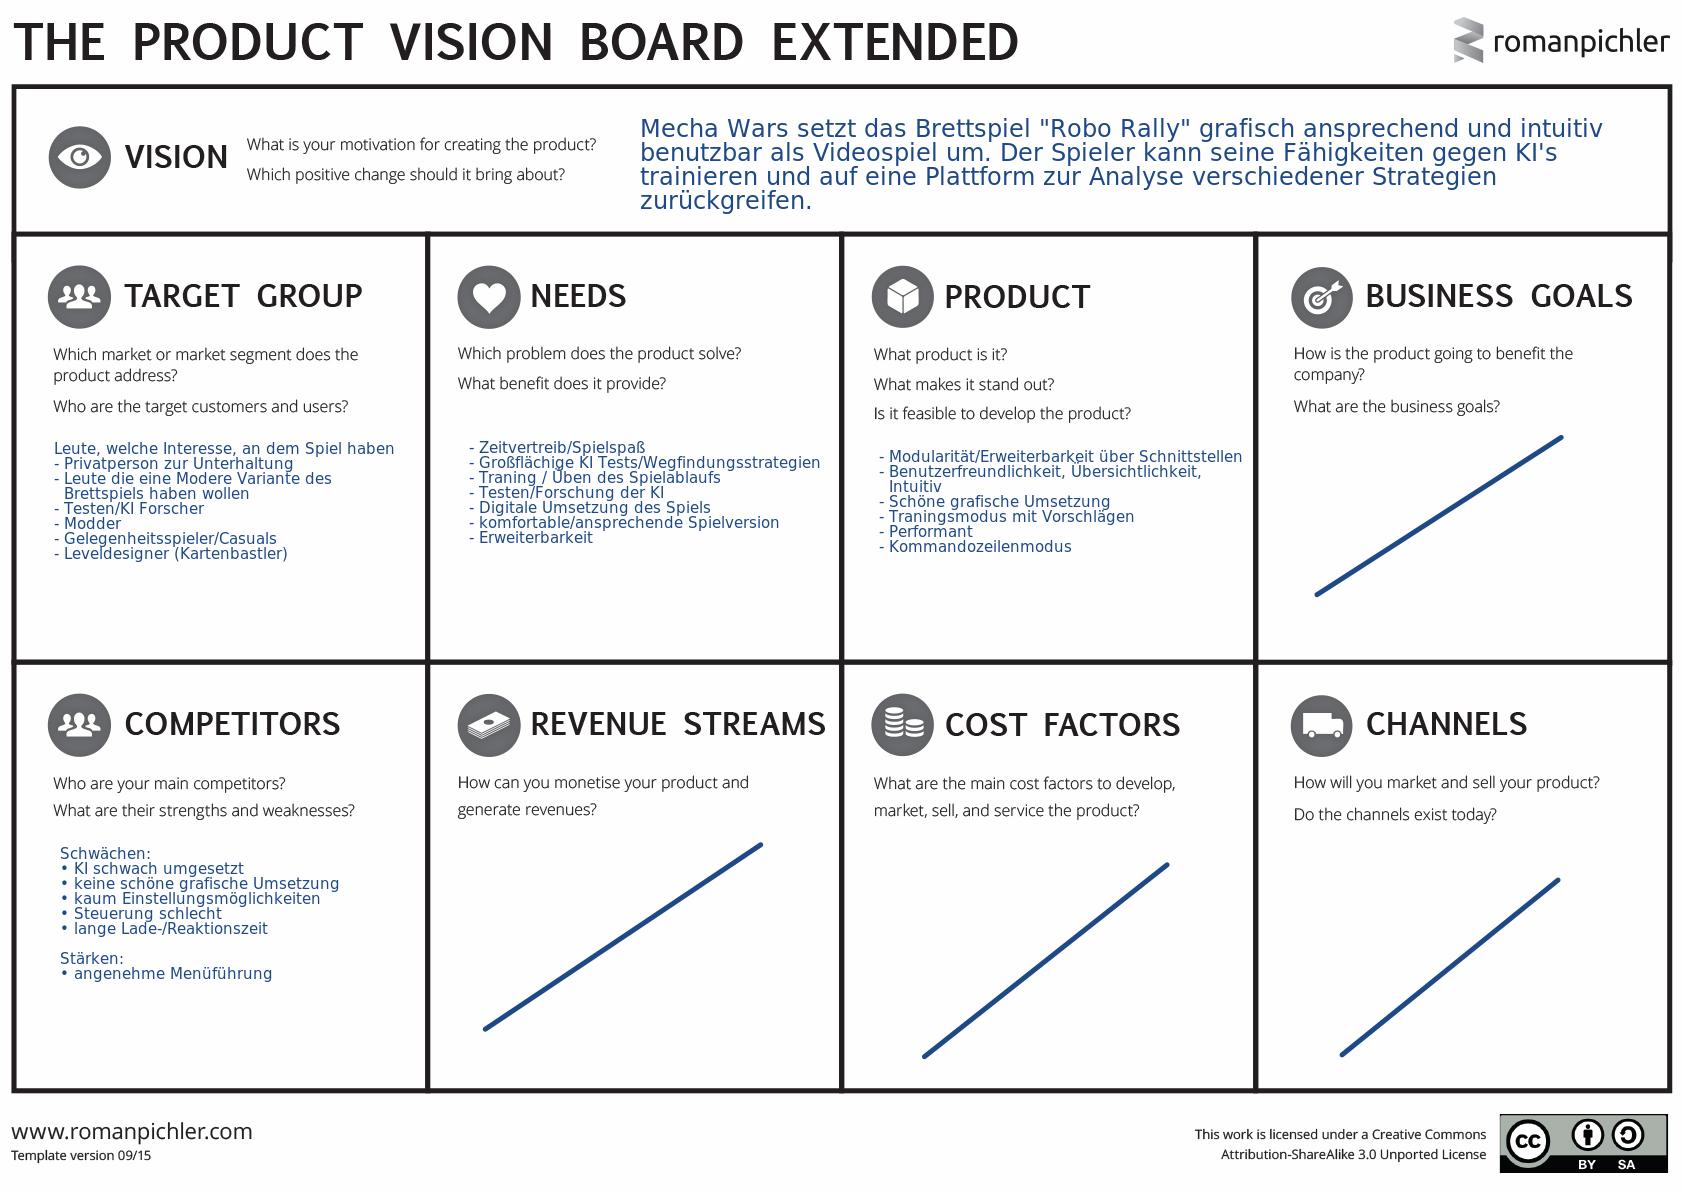 THE PRODUCT VISION BOARD EXTENDED
romanpichler
VISION
What is your motivation for creating the product?
Which positive change should it bring about?
Mecha Wars setzt das Brettspiel "Robo Rally" grafisch ansprechend und intuitiv
benutzbar als Videospiel um. Der Spieler kann seine Fähigkeiten gegen KI's
trainieren und auf eine Plattform zur Analyse verschiedener Strategien
zurückgreifen.
TARGET GROUP
Which market or market segment does the
product address?
Who are the target customers and users?
Leute, welche Interesse, an dem Spiel haben
- Privatperson zur Unterhaltung
- Leute die eine Modere Variante des
Brettspiels haben wollen
- Testen/KI Forscher
- Modder
- Gelegenheitsspieler/Casuals
- Leveldesigner (Kartenbastler)
NEEDS
Which problem does the product solve?
What benefit does it provide?
- Zeitvertreib/Spielspaß
- Großflächige KI Tests/Wegfindungsstrategien
- Traning / Üben des Spielablaufs
- Testen/Forschung der KI
- Digitale Umsetzung des Spiels
- komfortable/ansprechende Spielversion
- Erweiterbarkeit
PRODUCT
What product is it?
What makes it stand out?
Is it feasible to develop the product?
- Modularität/Erweiterbarkeit über Schnittstellen
- Benutzerfreundlichkeit, Übersichtlichkeit,
Intuitiv
- Schöne grafische Umsetzung
- Traningsmodus mit Vorschlägen
- Performant
- Kommandozeilenmodus
BUSINESS GOALS
How is the product going to benefit the
company?
What are the business goals?
COMPETITORS
Who are your main competitors?
What are their strengths and weaknesses?
Schwächen:
• KI schwach umgesetzt
• keine schöne grafische Umsetzung
• kaum Einstellungsmöglichkeiten
• Steuerung schlecht
• lange Lade-/Reaktionszeit
Stärken:
• angenehme Menüführung
REVENUE STREAMS
How can you monetise your product and
generate revenues?
COST FACTORS
What are the main cost factors to develop,
market, sell, and service the product?
CHANNELS
How will you market and sell your product?
Do the channels exist today?
www.romanpichler.com
Template version 09/15
This work is licensed under a Creative Commons
Attribution-ShareAlike 3.0 Unported License
cc
BY SA